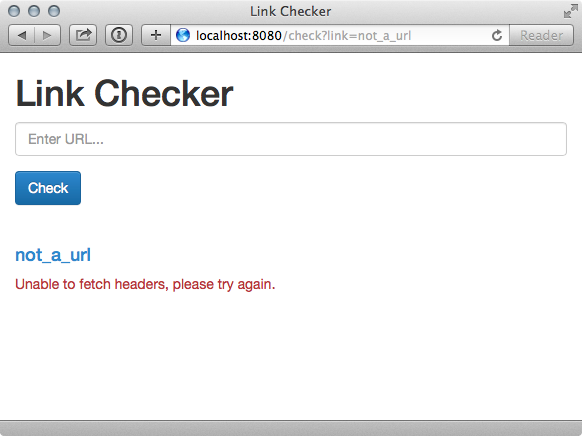 Link Checker
localhost:8080/check?link=not_a_url
Reader
Link Checker
Enter URL...
Check
not_a_url
Unable to fetch headers, please try again.